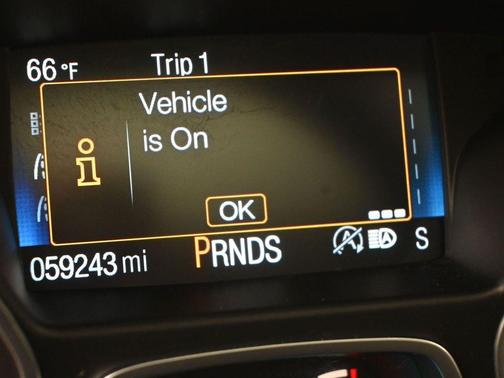 66 °F Trip 1
Vehicle
is On
OK
059243 mi PRNDS S